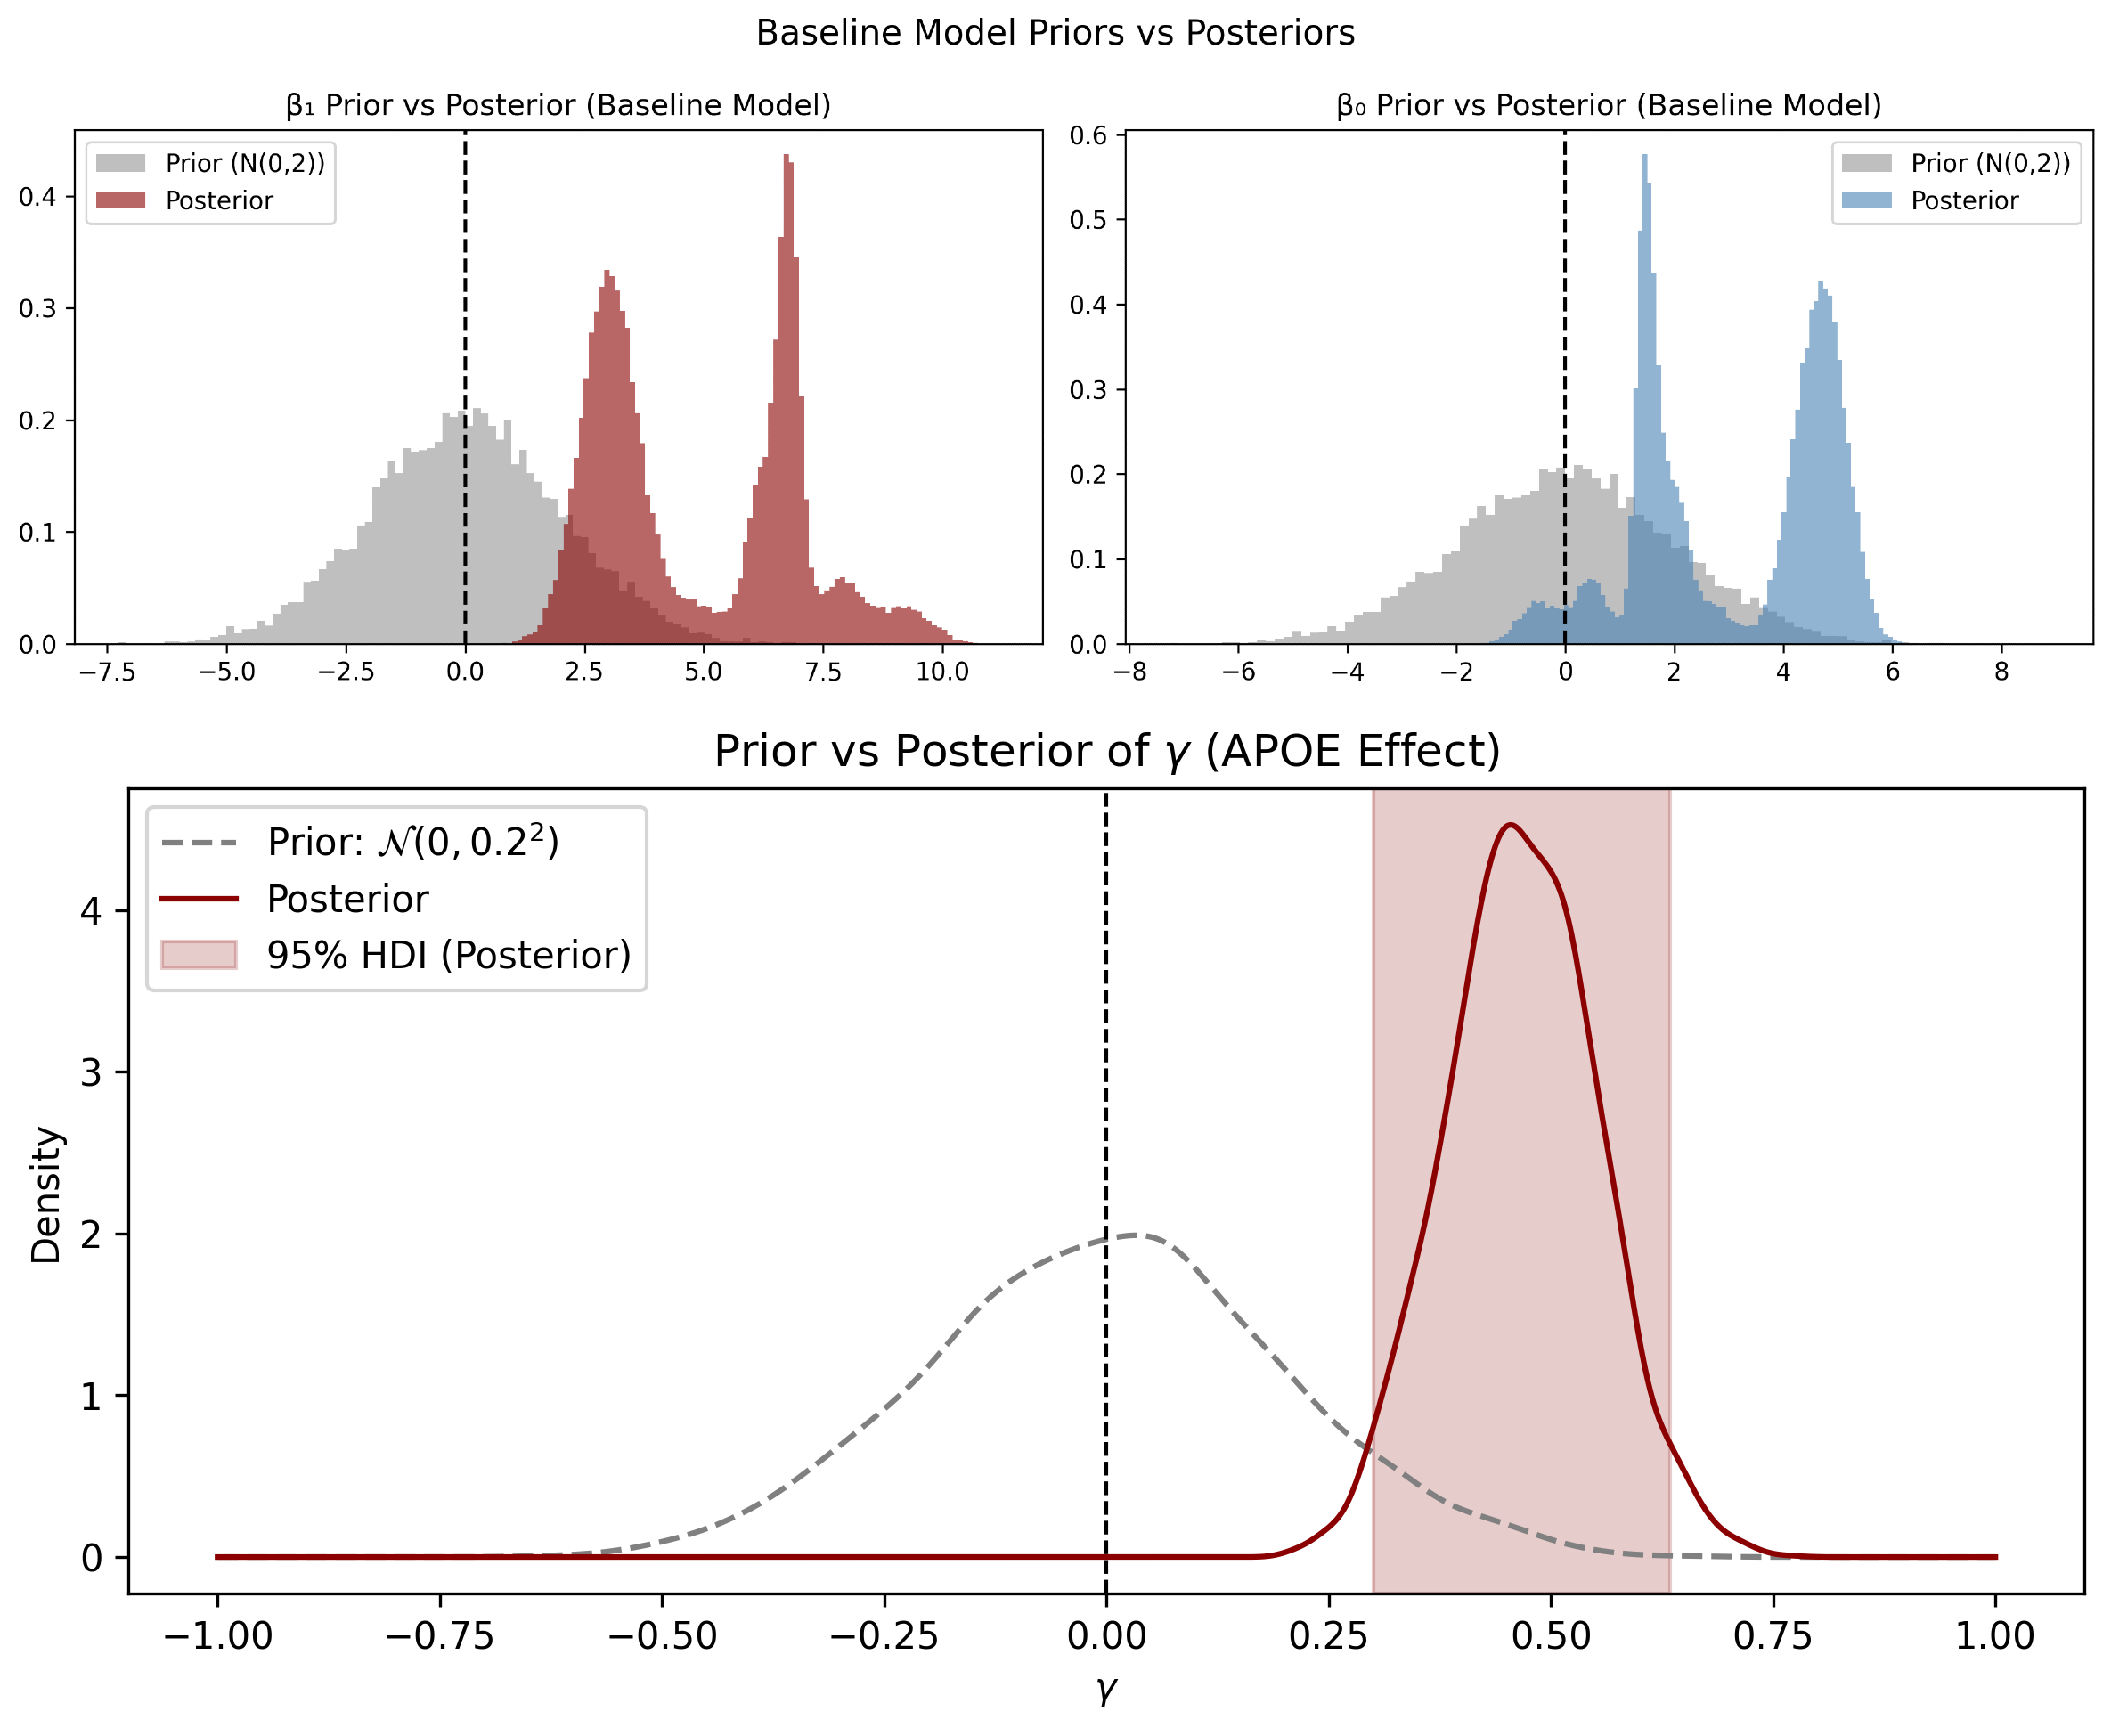 Baseline Model Priors vs Posteriors
β₁ Prior vs Posterior (Baseline Model)
Prior (N(0,2))
Posterior
0.4
0.3
0.2
0.1
0.0
−7.5 −5.0 −2.5 0.0 2.5 5.0 7.5 10.0
β₀ Prior vs Posterior (Baseline Model)
Prior (N(0,2))
Posterior
0.6
0.5
0.4
0.3
0.2
0.1
0.0
−8 −6 −4 −2 0 2 4 6 8
Prior vs Posterior of γ (APOE Effect)
Prior: 𝒩(0, 0.2²)
Posterior
95% HDI (Posterior)
Density
4
3
2
1
0
−1.00 −0.75 −0.50 −0.25 0.00 0.25 0.50 0.75 1.00
γ